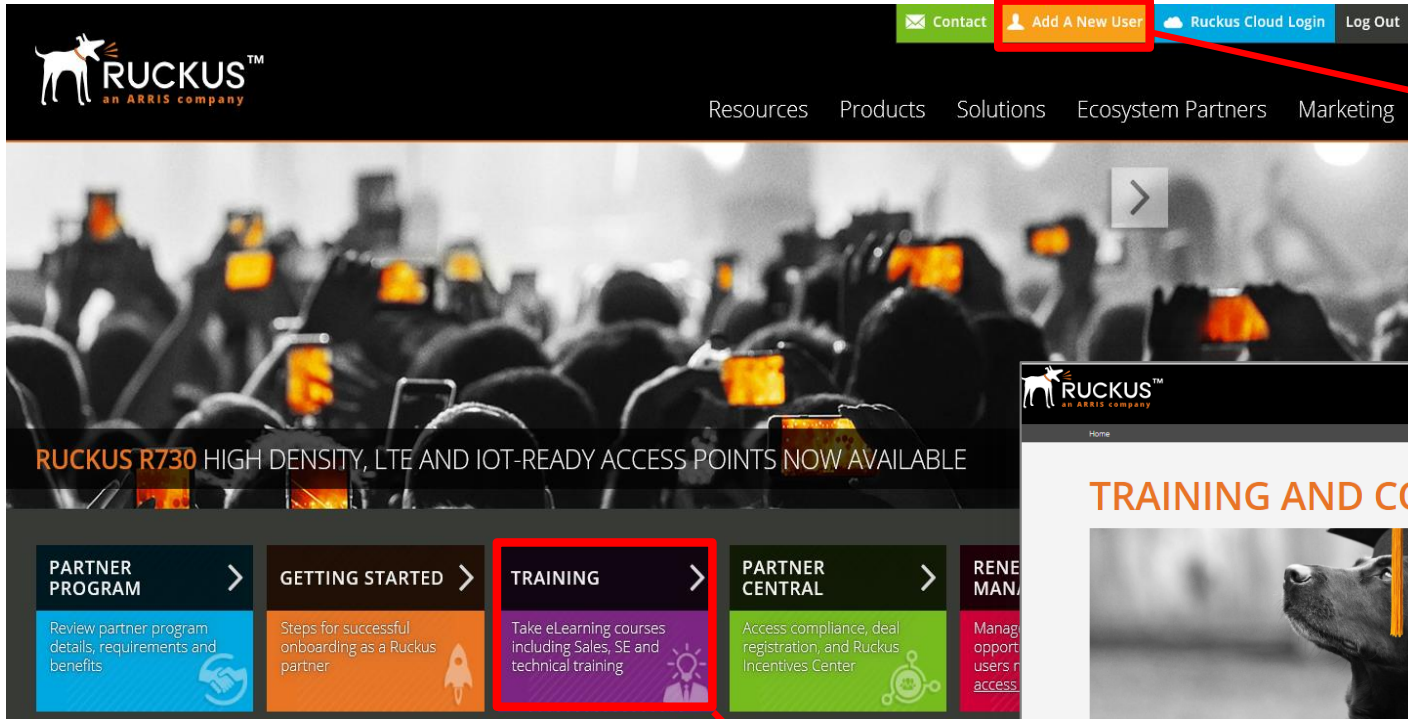 Contact
Add A New User
Ruckus Cloud Login
Log Out
RUCKUS™
an ARRIS company
Resources
Products
Solutions
Ecosystem Partners
Marketing
RUCKUS R730 HIGH DENSITY, LTE AND IOT-READY ACCESS POINTS NOW AVAILABLE
RUCKUS™
an ARRIS company
Home
TRAINING AND CO
PARTNER
PROGRAM
Review partner program
details, requirements and
benefits
GETTING STARTED
Steps for successful
onboarding as a Ruckus
partner
TRAINING
Take eLearning courses
including Sales, SE and
technical training
PARTNER
CENTRAL
Access compliance, deal
registration, and Ruckus
Incentives Center
RENE
MANA
Manag
opport
users
access